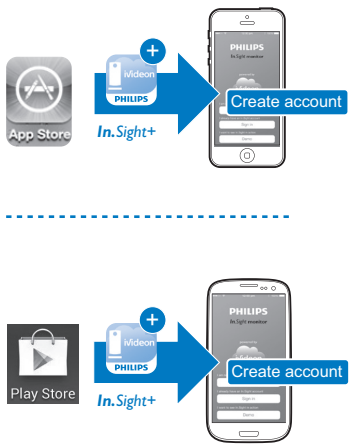 App Store
iVideon
PHILIPS
In.Sight+
PHILIPS
In.Sight monitor
Create account
Sign in
Demo
Play Store
iVideon
PHILIPS
In.Sight+
PHILIPS
In.Sight monitor
Create account
Sign in
Demo